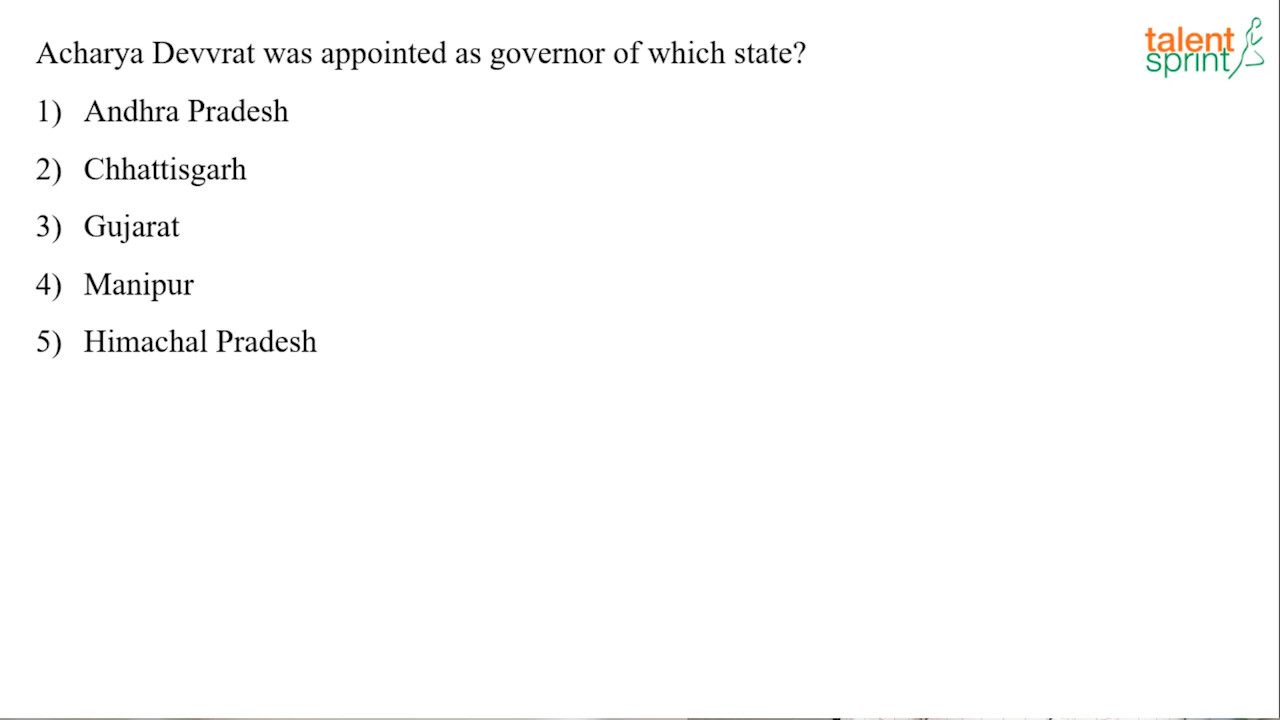 Acharya Devvrat was appointed as governor of which state?
talent
sprint
1) Andhra Pradesh
2) Chhattisgarh
3) Gujarat
4) Manipur
5) Himachal Pradesh